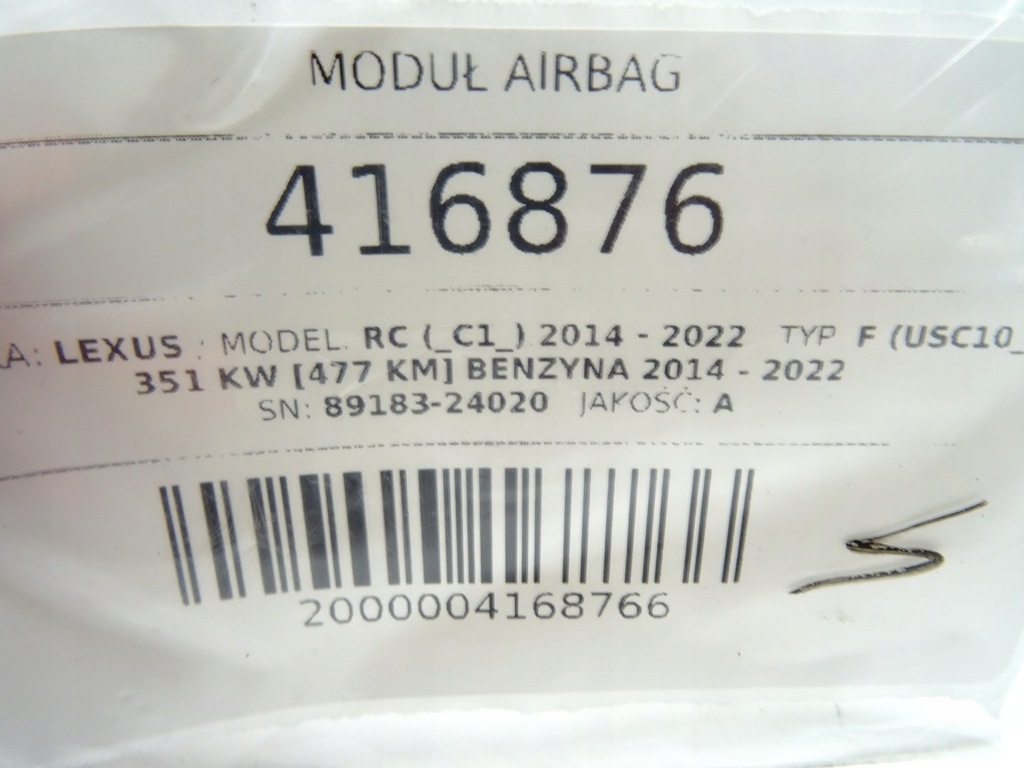 MODUŁ AIRBAG
416876
KA: LEXUS : MODEL: RC (_C1_) 2014 - 2022 TYP F (USC10_
351 KW [477 KM] BENZYNA 2014 - 2022
SN: 89183-24020 JAKOŚĆ: A
2000004168766